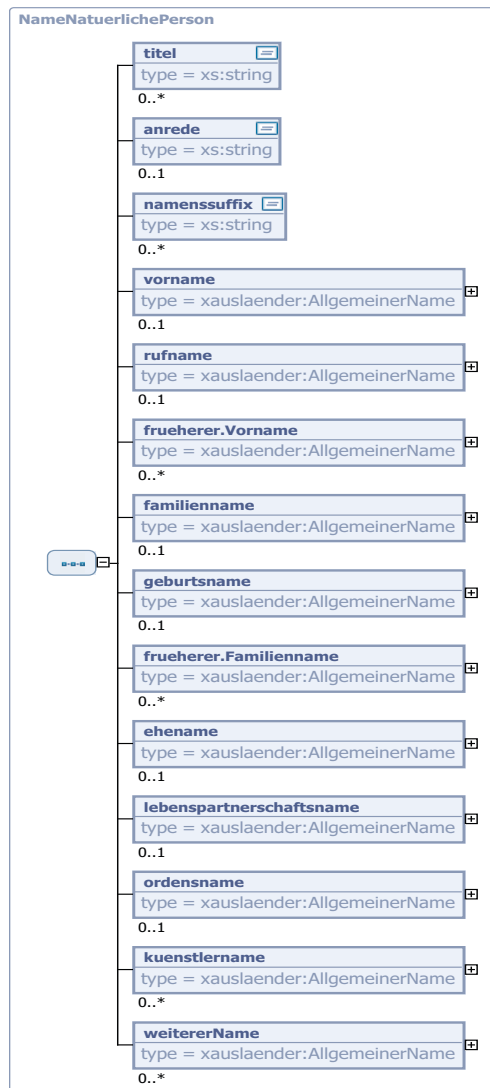 NameNatuerlichePerson
titel
type = xs:string
0..*
anrede
type = xs:string
0..1
namenssuffix
type = xs:string
0..*
vorname
type = xauslaender:AllgemeinerName
0..1
rufname
type = xauslaender:AllgemeinerName
0..1
frueherer.Vorname
type = xauslaender:AllgemeinerName
0..*
familienname
type = xauslaender:AllgemeinerName
0..1
geburtsname
type = xauslaender:AllgemeinerName
0..1
frueherer.Familienname
type = xauslaender:AllgemeinerName
0..*
ehename
type = xauslaender:AllgemeinerName
0..1
lebenspartnerschaftsname
type = xauslaender:AllgemeinerName
0..1
ordensname
type = xauslaender:AllgemeinerName
0..1
kuenstlername
type = xauslaender:AllgemeinerName
0..*
weitererName
type = xauslaender:AllgemeinerName
0..*